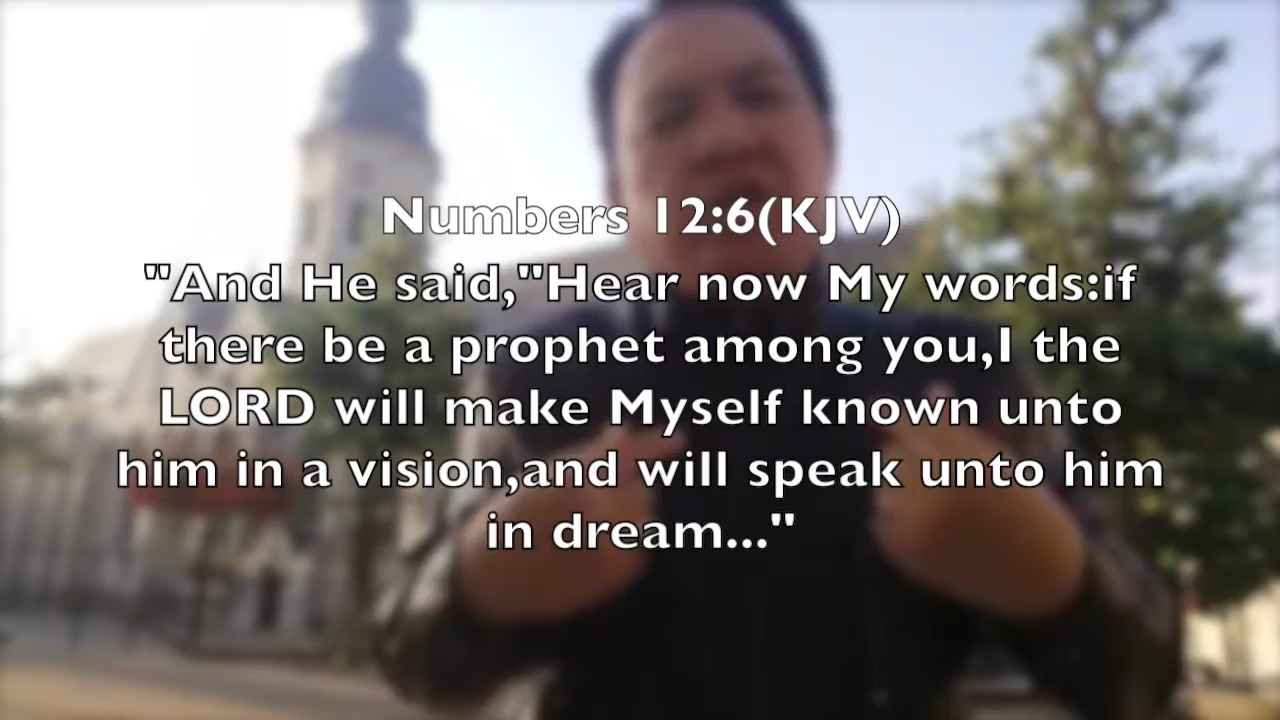 Numbers 12:6(KJV)
"And He said,"Hear now My words:if
there be a prophet among you,I the
LORD will make Myself known unto
him in a vision,and will speak unto him
in dream..."